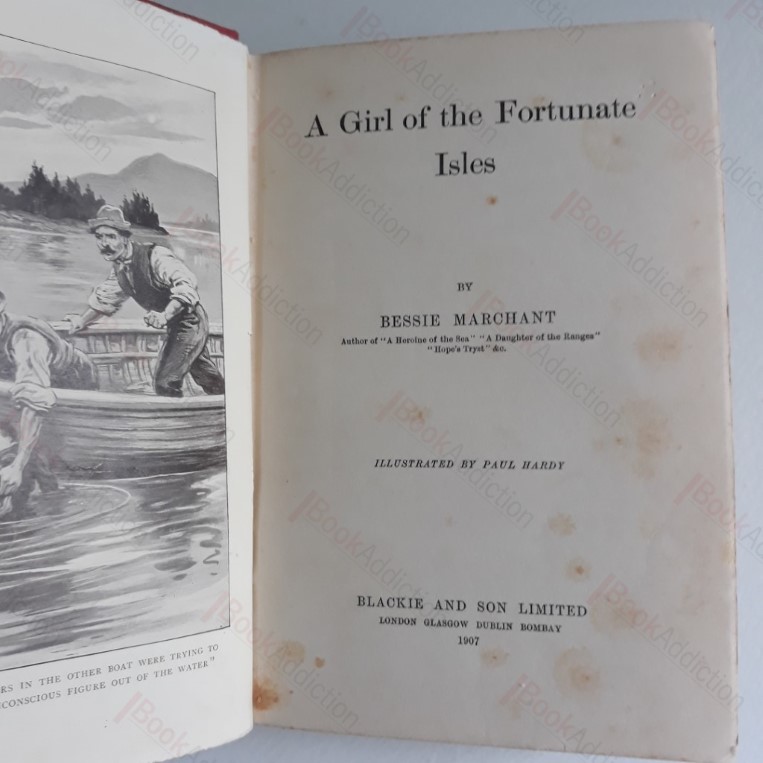 RS IN THE OTHER BOAT WERE TRYING TO
CONSCIOUS FIGURE OUT OF THE WATER"
A Girl of the Fortunate
Isles
BY
BESSIE MARCHANT
Author of "A Heroine of the Sea" "A Daughter of the Ranges"
"Hope's Tryst" &c.
ILLUSTRATED BY PAUL HARDY
BLACKIE AND SON LIMITED
LONDON GLASGOW DUBLIN BOMBAY
1907
BookAddiction